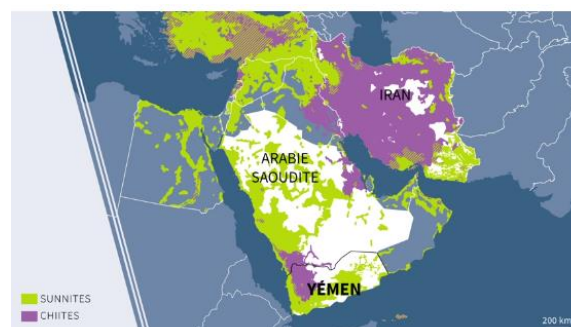 IRAN
ARABIE
SAOUDITE
YÉMEN
SUNNITES
CHIITES
200 km